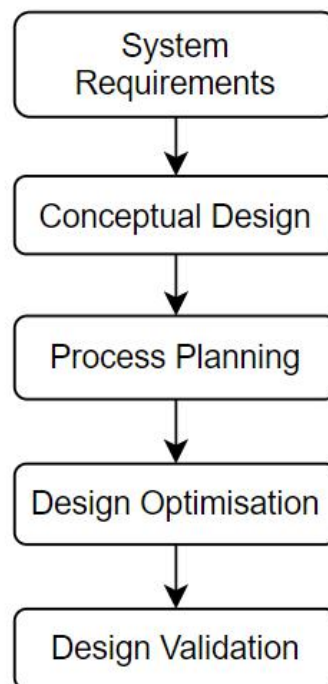 System
Requirements
Conceptual Design
Process Planning
Design Optimisation
Design Validation